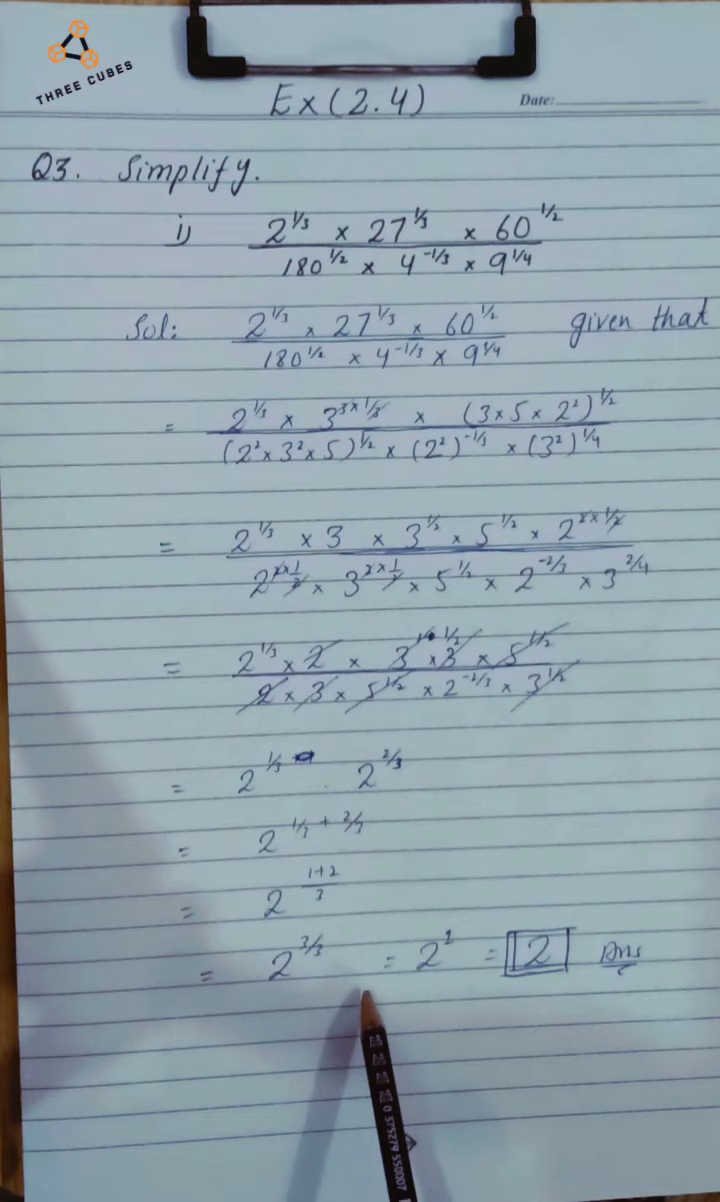 THREE CUBES
Ex (2.4)
Date:
Q3. Simplify.
i) 2^1/3 × 27^1/3 × 60^1/2
180^1/2 × 4^-1/3 × 9^1/4
Sol: 2^1/3 × 27^1/3 × 60^1/2 given that
180^1/2 × 4^-1/3 × 9^1/4
= 2^1/3 × 3^3×1/3 × (3×5×2^2)^1/2
(2^2×3^2×5)^1/2 × (2^2)^-1/3 × (3^2)^1/4
= 2^1/3 × 3 × 3^1/2 × 5^1/2 × 2^2×1/2
2^2×1/2 × 3^2×1/2 × 5^1/2 × 2^-2/3 × 3^2/4
= 2^1/3 × 2 × 3 × 3^1/2 × 5^1/2
2 × 3 × 5^1/2 × 2^-2/3 × 3^1/2
= 2^1/3 . 2^2/3
= 2^1/3 + 2/3
= 2^1+2/3
= 2^3/3 = 2^1 = 2 Ans
0 575279 550007